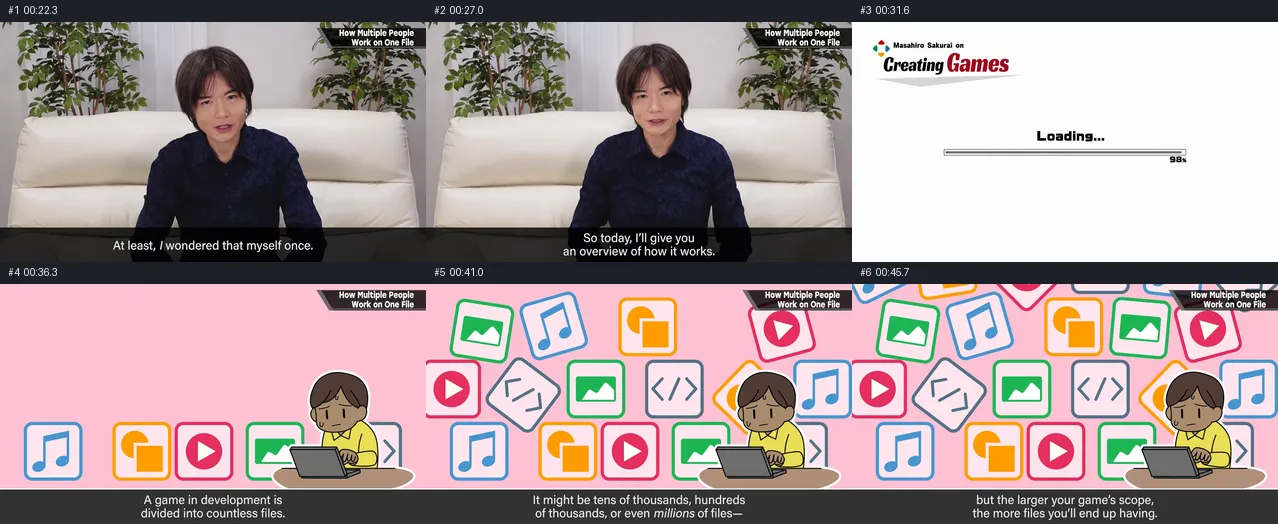 #1 00:22.3
How Multiple People
Work on One File
At least, I wondered that myself once.
#2 00:27.0
How Multiple People
Work on One File
So today, I'll give you
an overview of how it works.
#3 00:31.6
Masahiro Sakurai on
Creating Games
Loading...
98%
#4 00:36.3
How Multiple People
Work on One File
A game in development is
divided into countless files.
#5 00:41.0
How Multiple People
Work on One File
It might be tens of thousands, hundreds
of thousands, or even millions of files—
#6 00:45.7
How Multiple People
Work on One File
but the larger your game's scope,
the more files you'll end up having.